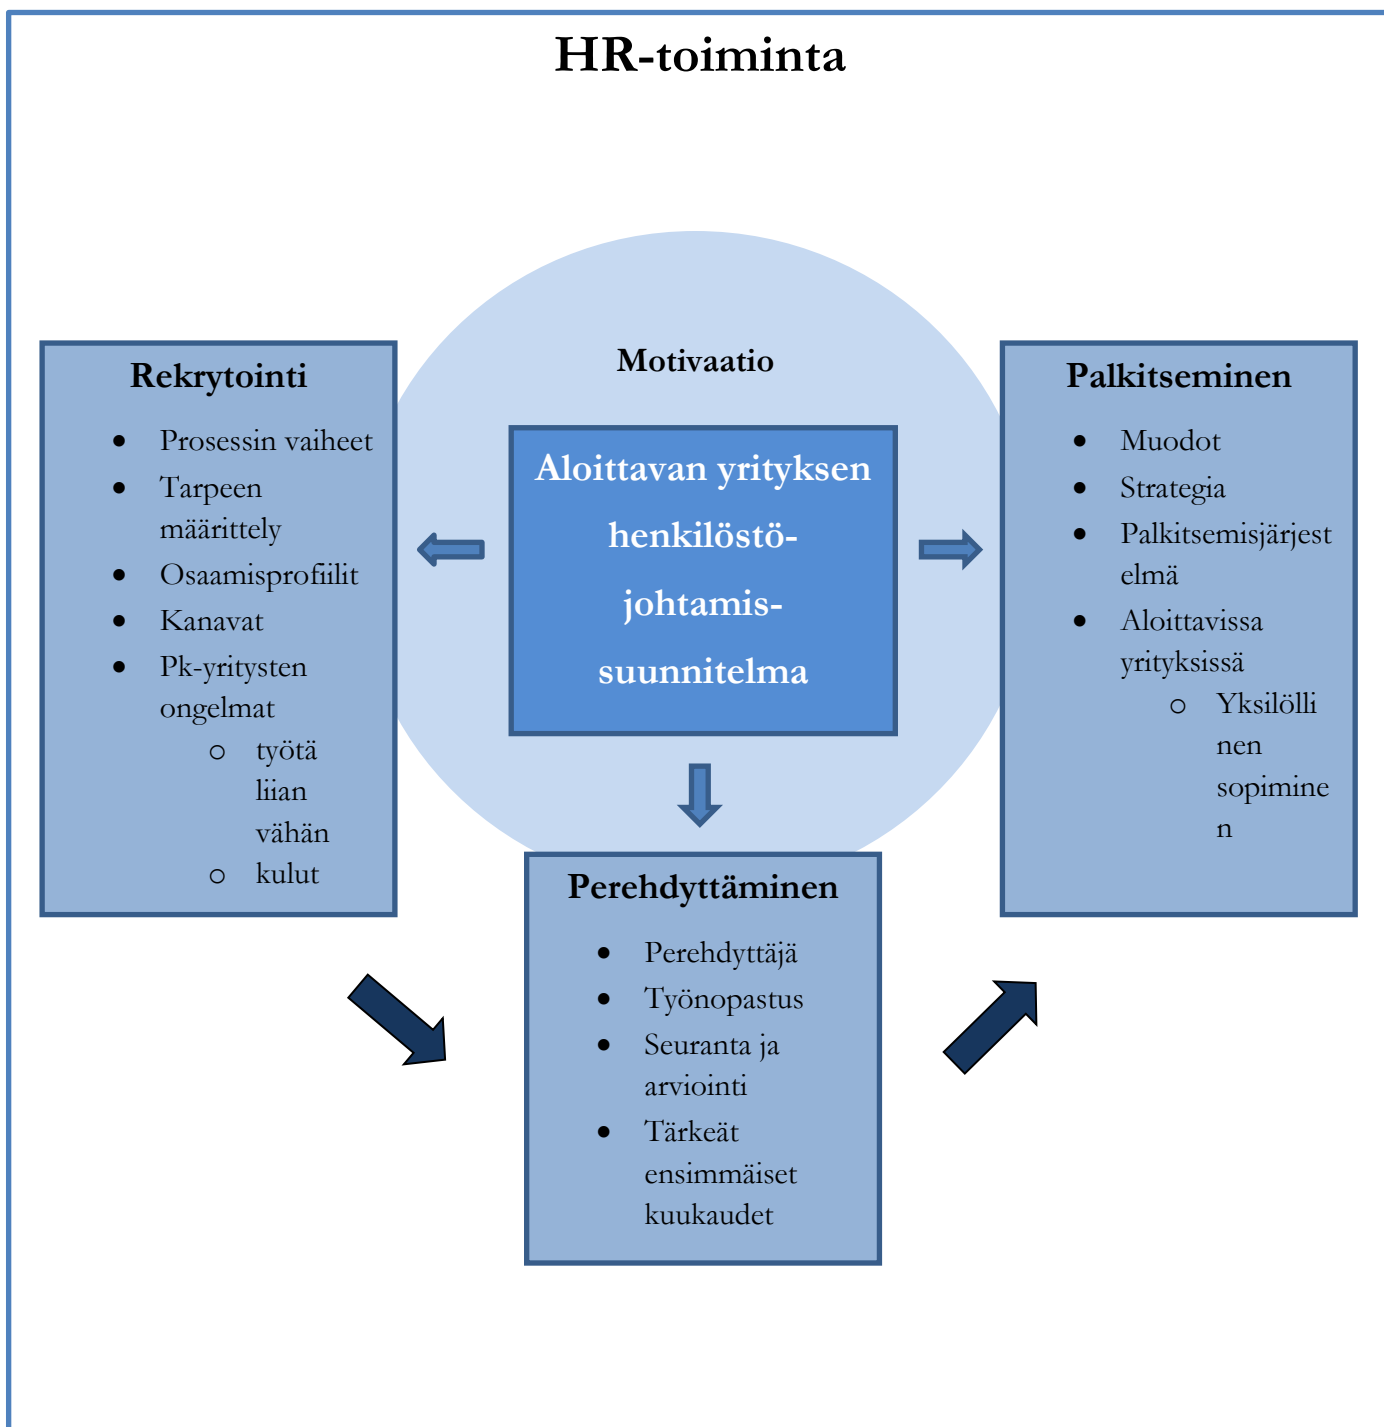 HR-toiminta
Motivaatio
Aloittavan yrityksen
henkilöstö-
johtamis-
suunnitelma
Rekrytointi
• Prosessin vaiheet
• Tarpeen
määrittely
• Osaamisprofiilit
• Kanavat
• Pk-yritysten
ongelmat
o työtä
liian
vähän
o kulut
Perehdyttäminen
• Perehdyttäjä
• Työnopastus
• Seuranta ja
arviointi
• Tärkeät
ensimmäiset
kuukaudet
Palkitseminen
• Muodot
• Strategia
• Palkitsemisjärjest
elmä
• Aloittavissa
yrityksissä
o Yksilölli
nen
sopimine
n